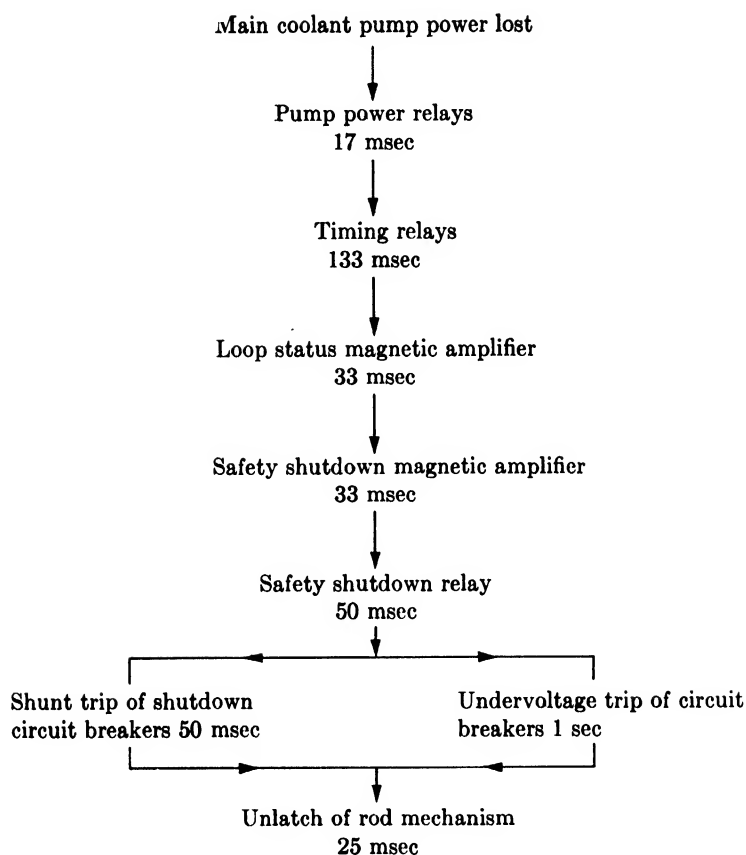 Main coolant pump power lost
Pump power relays
17 msec
Timing relays
133 msec
Loop status magnetic amplifier
33 msec
Safety shutdown magnetic amplifier
33 msec
Safety shutdown relay
50 msec
Shunt trip of shutdown
circuit breakers 50 msec
Undervoltage trip of circuit
breakers 1 sec
Unlatch of rod mechanism
25 msec